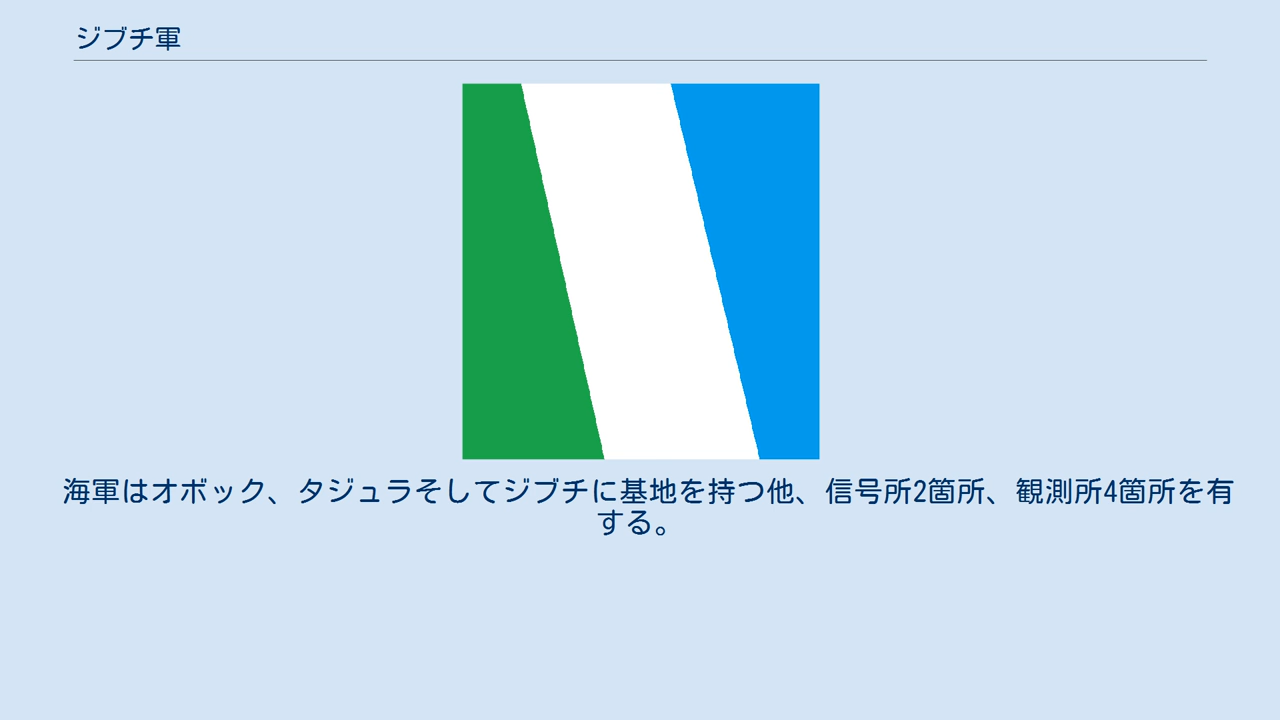 ジブチ軍
海軍はオボック、タジュラそしてジブチに基地を持つ他、信号所2箇所、観測所4箇所を有
する。